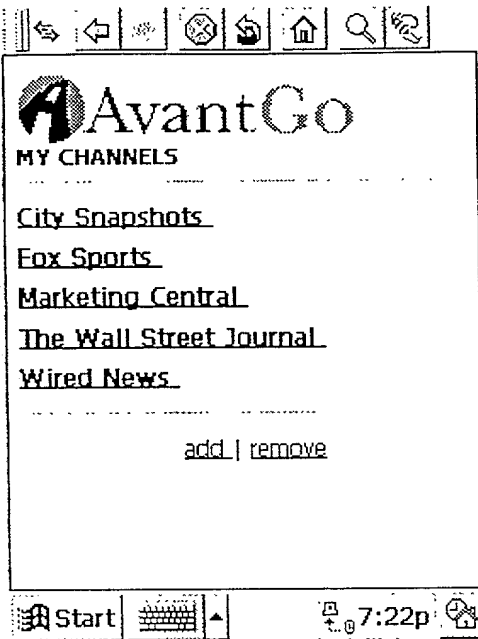 AvantGo
MY CHANNELS
City Snapshots
Fox Sports
Marketing Central
The Wall Street Journal
Wired News
add | remove
Start 7:22p